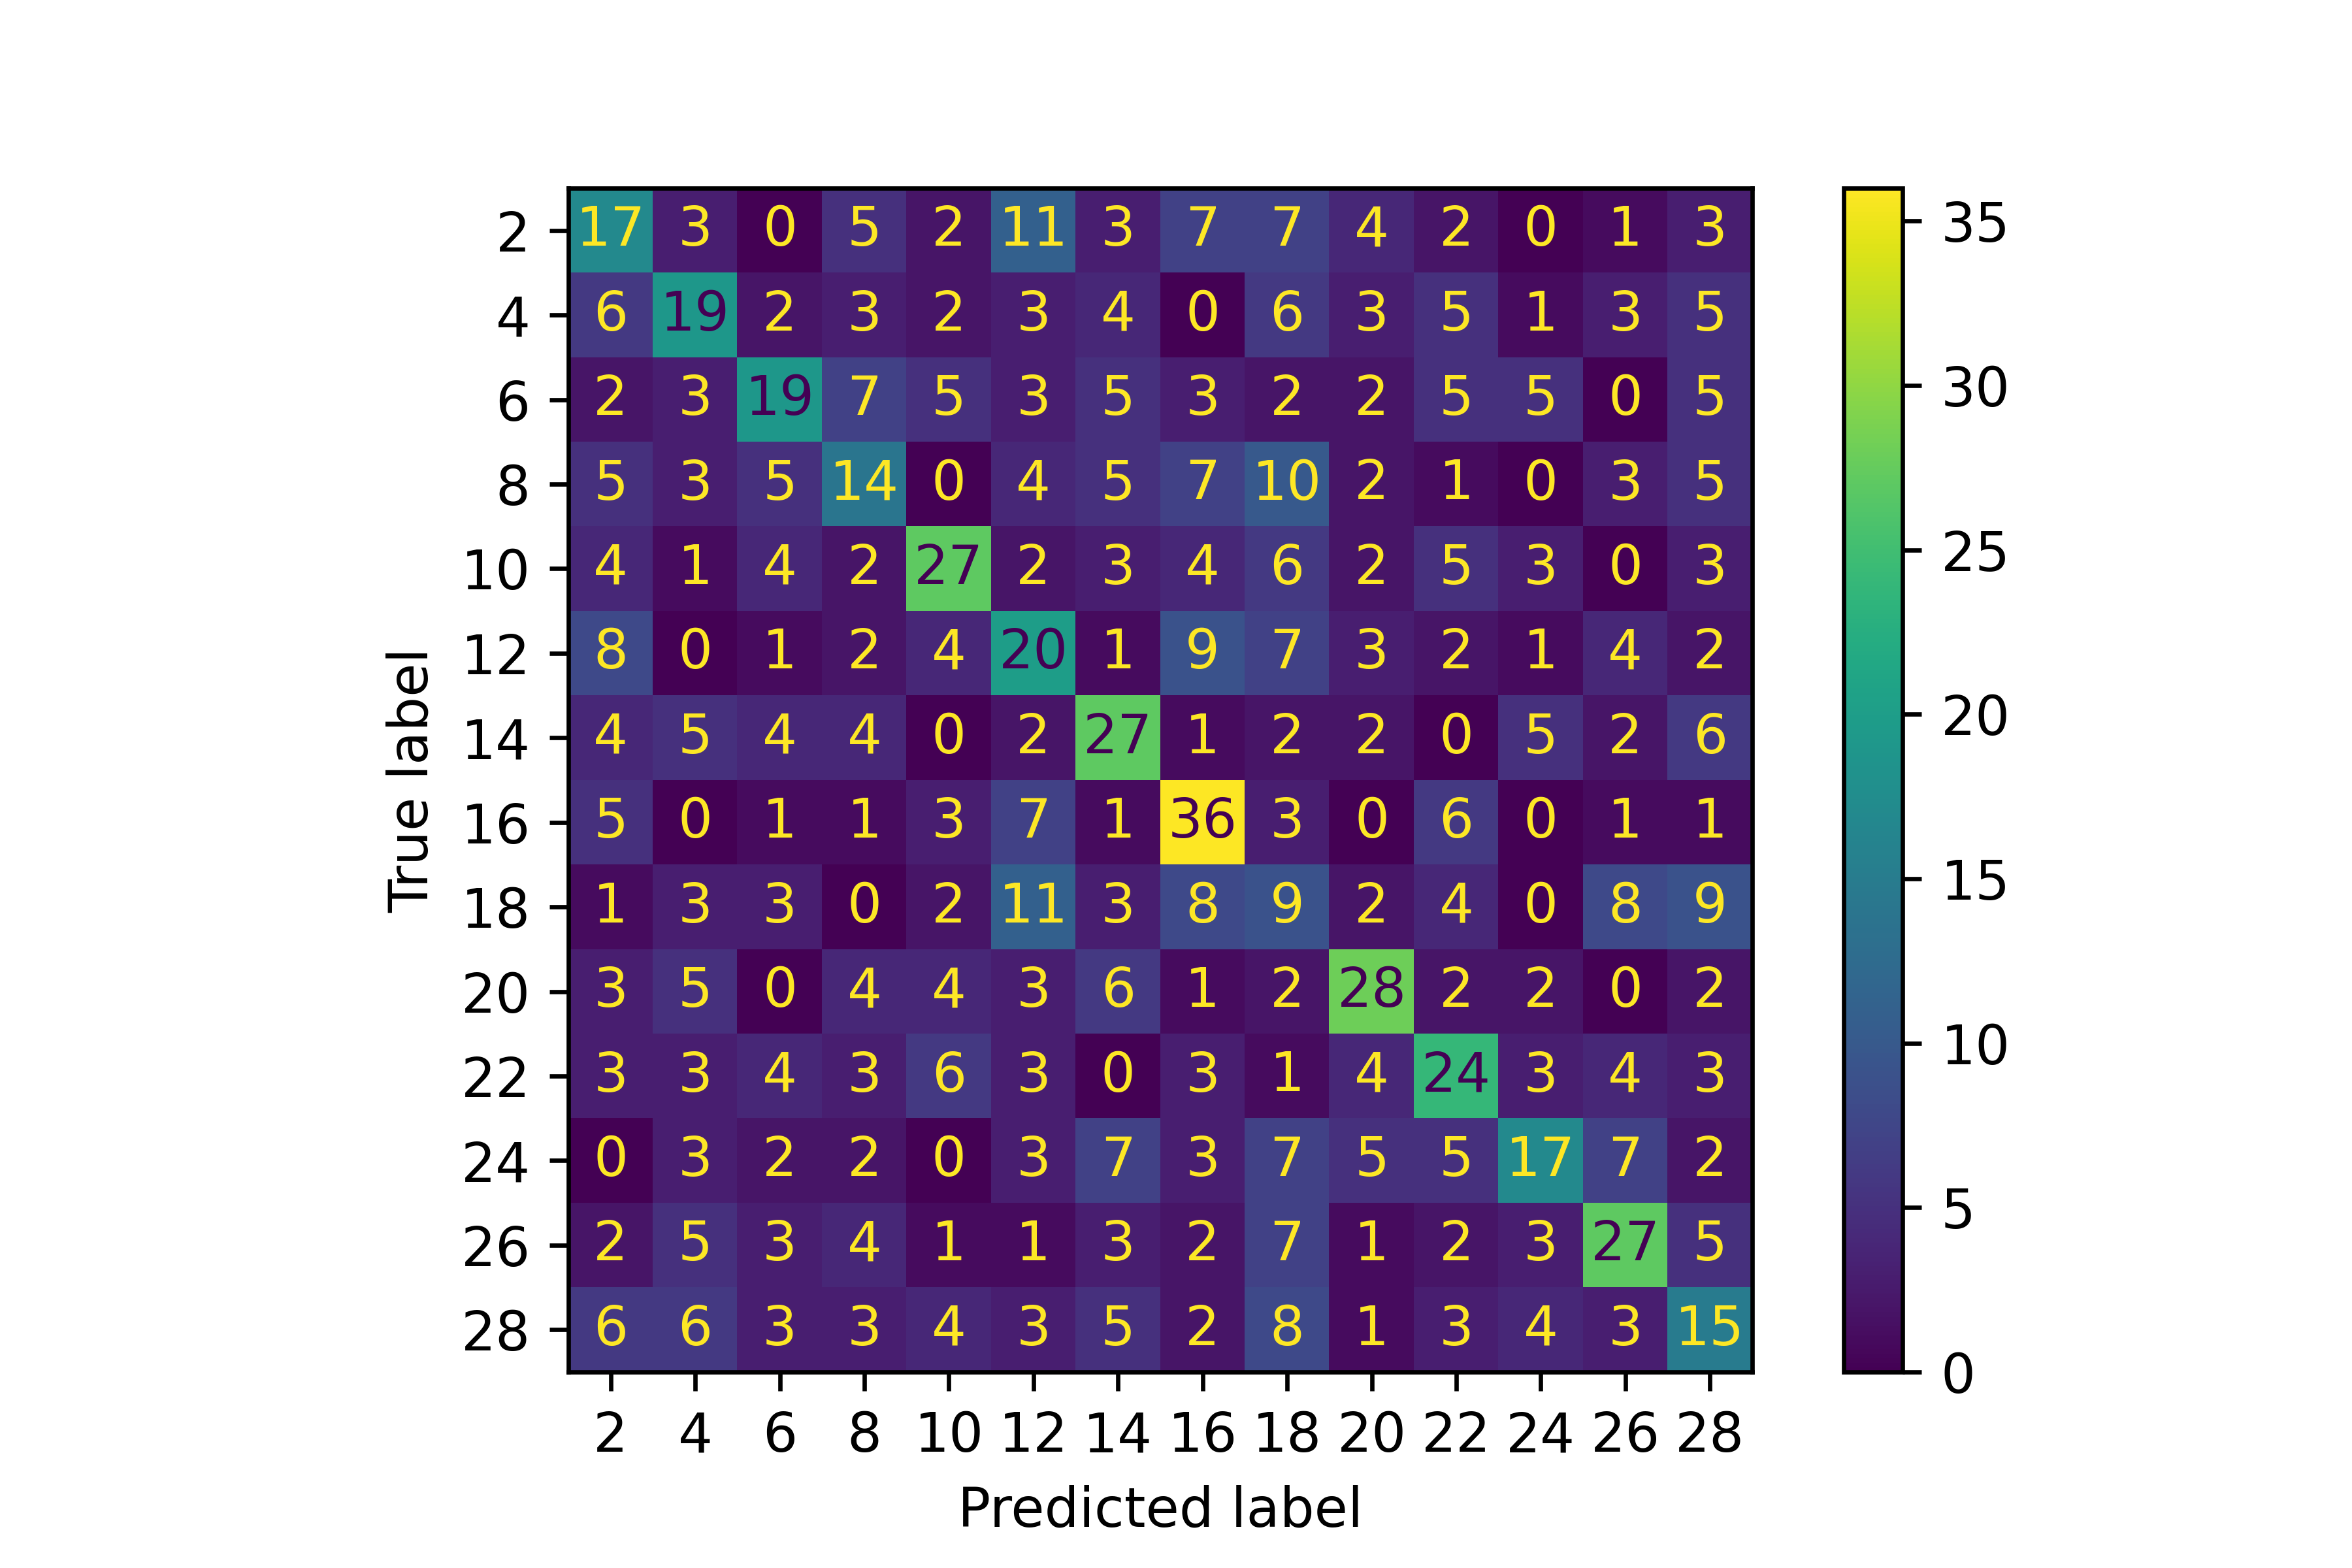 2 17 3 0 5 2 11 3 7 7 4 2 0 1 3
4 6 19 2 3 2 3 4 0 6 3 5 1 3 5
6 2 3 19 7 5 3 5 3 2 2 5 5 0 5
8 5 3 5 14 0 4 5 7 10 2 1 0 3 5
10 4 1 4 2 27 2 3 4 6 2 5 3 0 3
12 8 0 1 2 4 20 1 9 7 3 2 1 4 2
14 4 5 4 4 0 2 27 1 2 2 0 5 2 6
16 5 0 1 1 3 7 1 36 3 0 6 0 1 1
18 1 3 3 0 2 11 3 8 9 2 4 0 8 9
20 3 5 0 4 4 3 6 1 2 28 2 2 0 2
22 3 3 4 3 6 3 0 3 1 4 24 3 4 3
24 0 3 2 2 0 3 7 3 7 5 5 17 7 2
26 2 5 3 4 1 1 3 2 7 1 2 3 27 5
28 6 6 3 3 4 3 5 2 8 1 3 4 3 15
2 4 6 8 10 12 14 16 18 20 22 24 26 28
Predicted label
True label
35
30
25
20
15
10
5
0